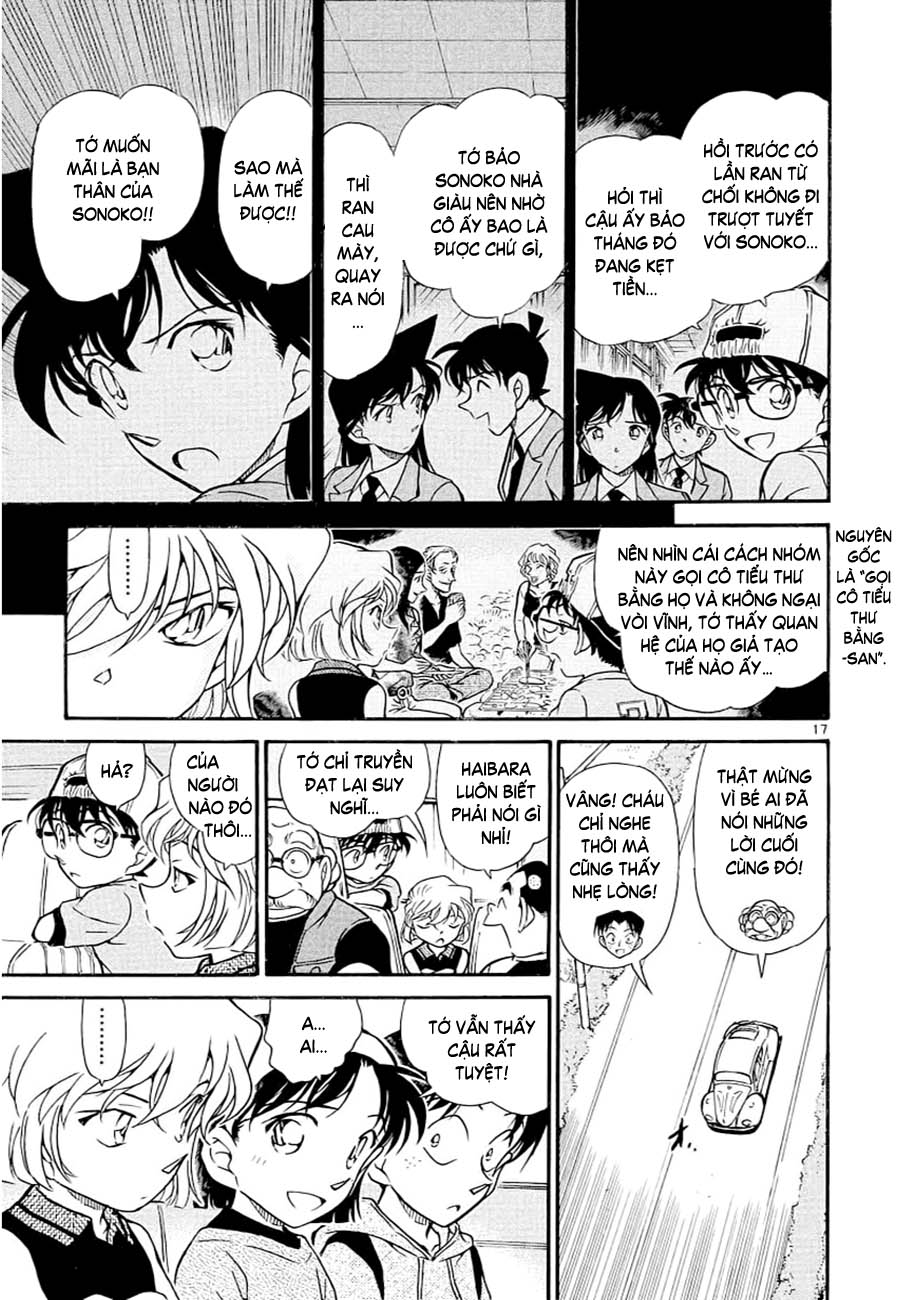 HỒI TRƯỚC CÓ
LẦN RAN TỪ
CHỐI KHÔNG ĐI
TRƯỢT TUYẾT
VỚI SONOKO...
HỎI THÌ
CẬU ẤY BẢO
THÁNG ĐÓ
ĐANG KẸT
TIỀN...
TỚ BẢO
SONOKO NHÀ
GIÀU NÊN NHỜ
CÔ ẤY BAO LÀ
ĐƯỢC CHỨ GÌ,
THÌ
RAN
CAU
MÀY,
QUAY
RA NÓI
...
SAO MÀ
LÀM THẾ
ĐƯỢC!!
TỚ MUỐN
MÃI LÀ BẠN
THÂN CỦA
SONOKO!!
NÊN NHÌN CÁI CÁCH NHÓM
NÀY GỌI CÔ TIỂU THƯ
BẰNG HỌ VÀ KHÔNG NGẠI
VÒI VĨNH, TỚ THẤY QUAN
HỆ CỦA HỌ GIẢ TẠO
THẾ NÀO ẤY...
NGUYÊN
GỐC
LÀ "GỌI
CÔ TIỂU
THƯ
BẰNG
-SAN".
......
17
THẬT MỪNG
VÌ BÉ AI ĐÃ
NÓI NHỮNG
LỜI CUỐI
CÙNG ĐÓ!
VÂNG! CHÁU
CHỈ NGHE
THÔI MÀ
CŨNG THẤY
NHẸ LÒNG!
HAIBARA
LUÔN BIẾT
PHẢI NÓI GÌ
NHỈ!
TỚ CHỈ TRUYỀN
ĐẠT LẠI SUY
NGHĨ...
CỦA
NGƯỜI
NÀO ĐÓ
THÔI...
HẢ?
TỚ VẪN THẤY
CẬU RẤT
TUYỆT!
A...
AI...
......